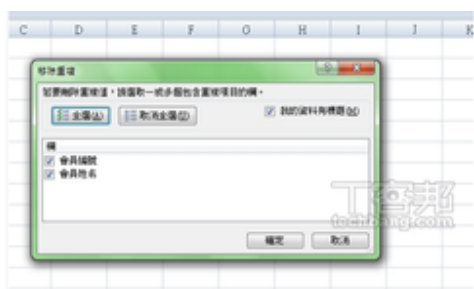 C D E F G H I J K
移除重複
若要刪除重複值，請選取一或多個包含重複項目的欄。
全選(A) 取消全選(U) 我的資料有標題(M)
欄
會員編號
會員姓名
T客邦
techbang.com
確定 取消